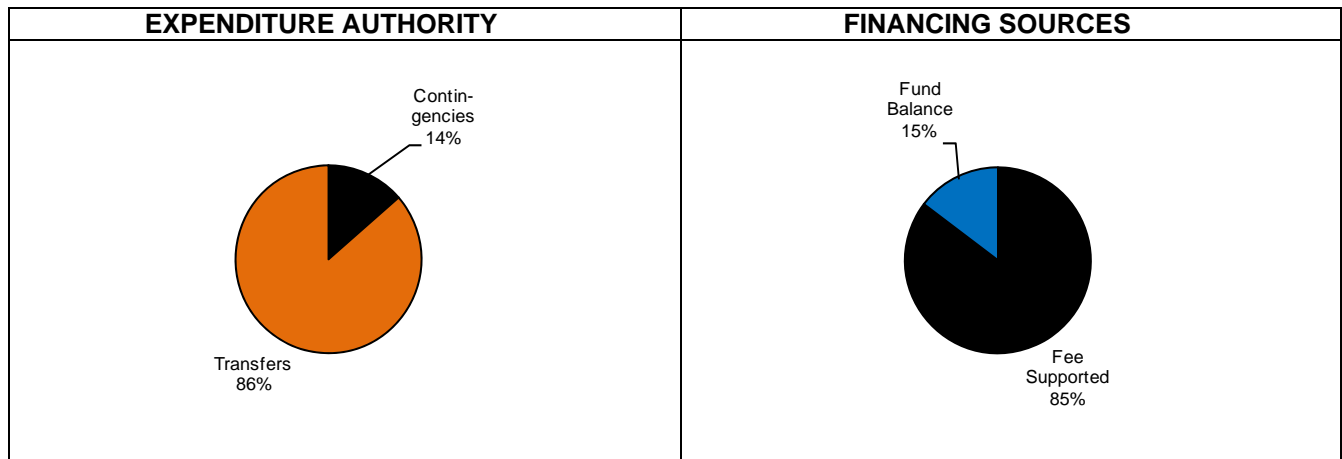 EXPENDITURE AUTHORITY
Contin-
gencies
14%
Transfers
86%
FINANCING SOURCES
Fund
Balance
15%
Fee
Supported
85%